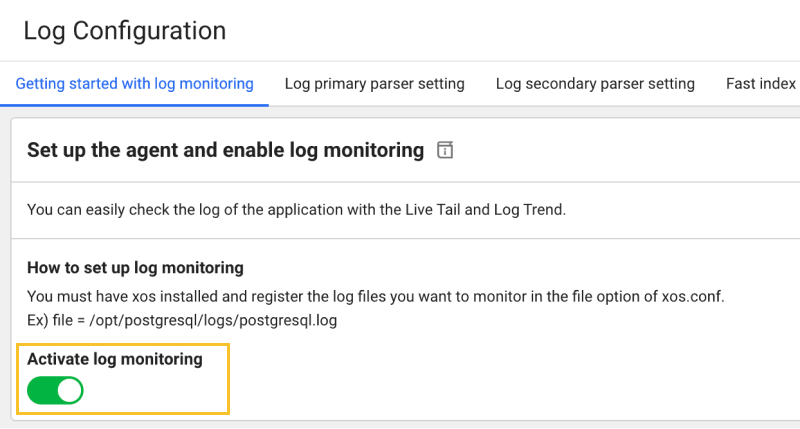 Log Configuration
Getting started with log monitoring
Log primary parser setting
Log secondary parser setting
Fast index
Set up the agent and enable log monitoring
You can easily check the log of the application with the Live Tail and Log Trend.
How to set up log monitoring
You must have xos installed and register the log files you want to monitor in the file option of xos.conf.
Ex) file = /opt/postgresql/logs/postgresql.log
Activate log monitoring